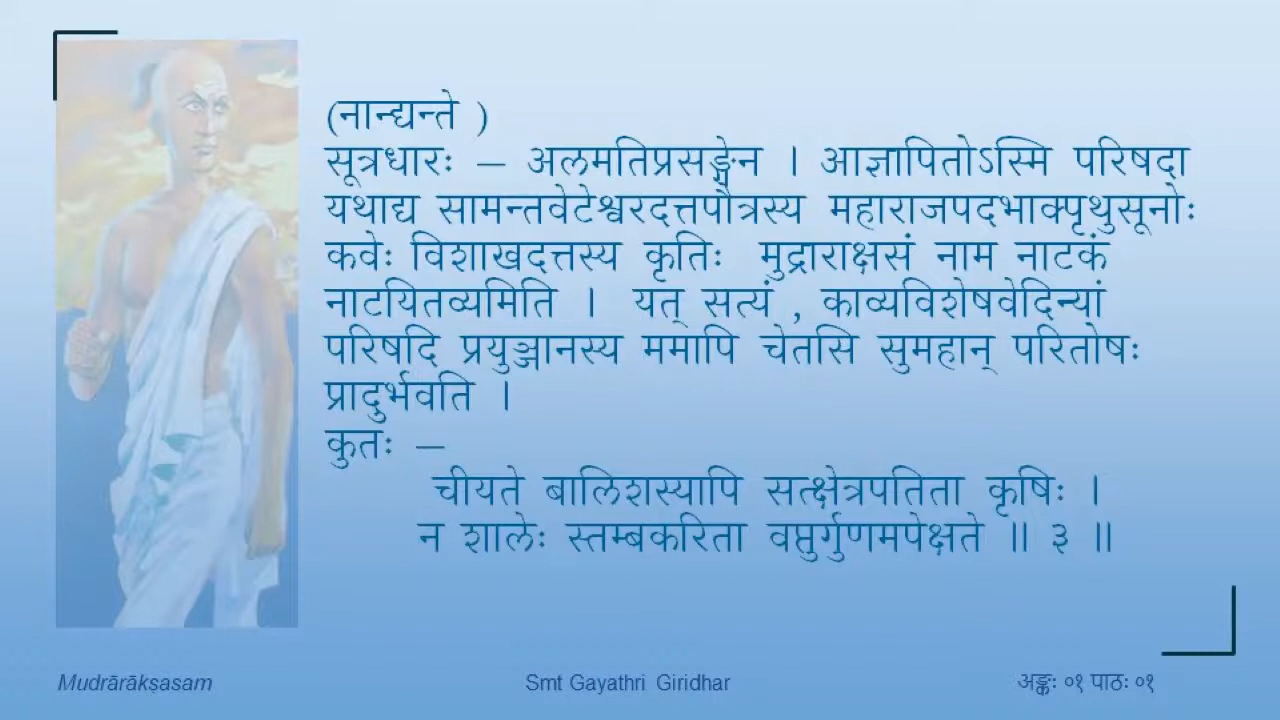 (नान्द्यन्ते )
सूत्रधारः – अलमतिप्रसङ्गेन । आज्ञापितोऽस्मि परिषदा
यथाद्य सामन्तवेटेश्वरदत्तपौत्रस्य महाराजपदभाक्पृथुसूनोः
कवेः विशाखदत्तस्य कृतिः मुद्राराक्षसं नाम नाटकं
नाटयितव्यमिति । यत् सत्यं , काव्यविशेषवेदिन्यां
परिषदि प्रयुञ्जानस्य ममापि चेतसि सुमहान् परितोषः
प्रादुर्भवति ।
कुतः –
चीयते बालिशस्यापि सत्क्षेत्रपतिता कृषिः ।
न शालेः स्तम्बकरिता वप्तुर्गुणमपेक्षते ॥ ३ ॥
Mudrārākṣasam Smt Gayathri Giridhar अङ्कः ०१ पाठः ०१